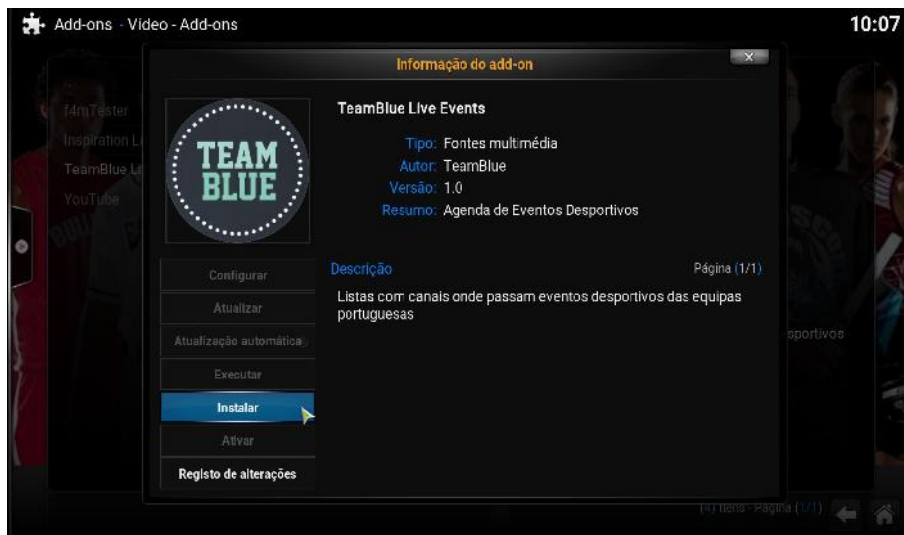 Add-ons - Video - Add-ons
10:07
Informação do add-on
f4mTester
Inspiration
TeamBlue
YouTube
TEAM
BLUE
TeamBlue Live Events
Tipo: Fontes multimédia
Autor: TeamBlue
Versão: 1.0
Resumo: Agenda de Eventos Desportivos
Descrição
Página (1/1)
Listas com canais onde passam eventos desportivos das equipas
portuguesas
Configurar
Atualizar
Atualização automática
Executar
Instalar
Ativar
Registo de alterações
(4) Itens - Página (1/1)